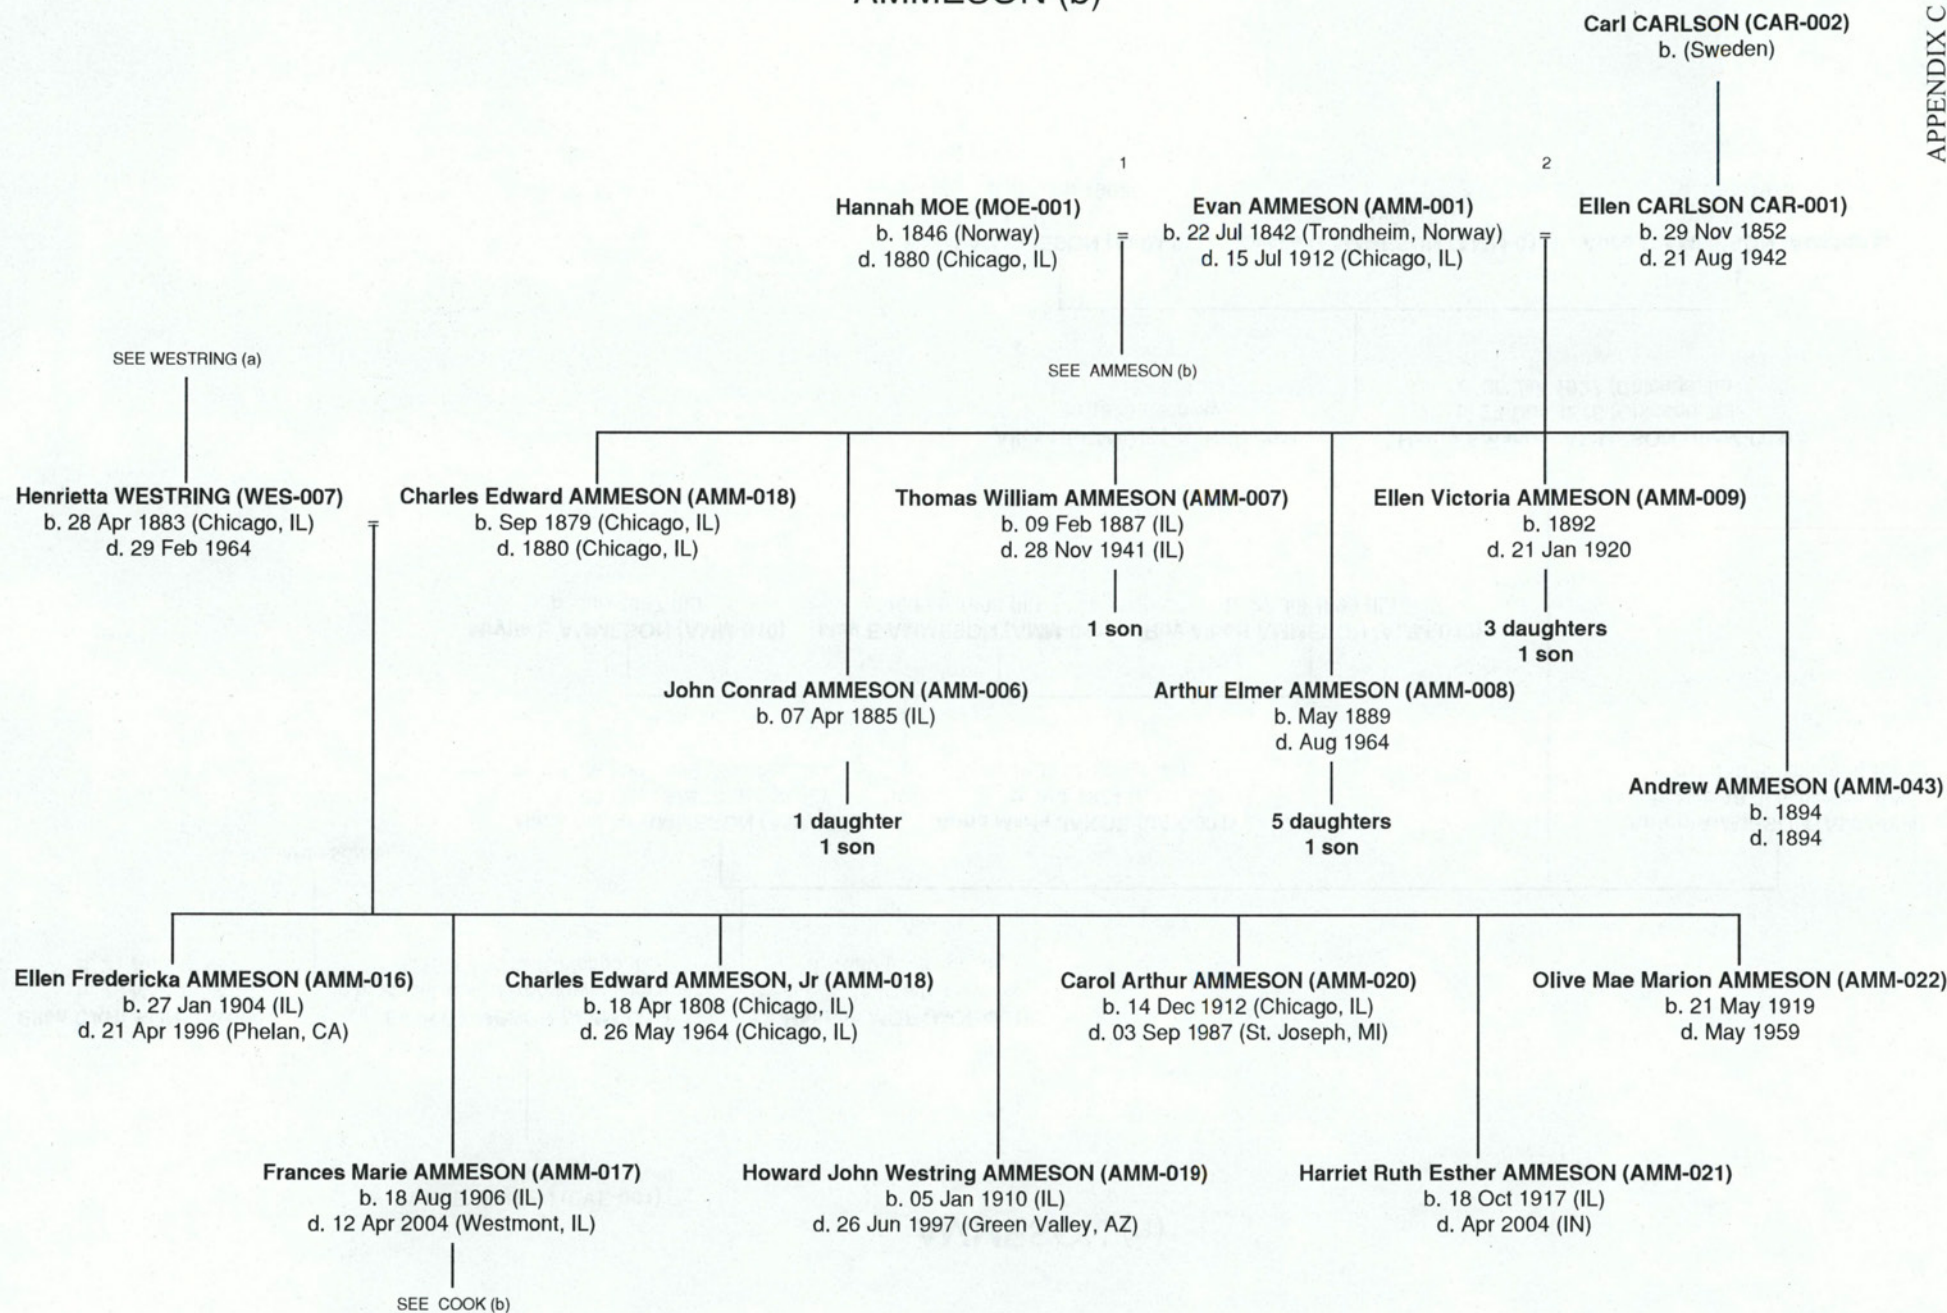 AMMESON (b)
APPENDIX C
Carl CARLSON (CAR-002)
b. (Sweden)
1
2
Hannah MOE (MOE-001)
b. 1846 (Norway)
d. 1880 (Chicago, IL)
=
Evan AMMESON (AMM-001)
b. 22 Jul 1842 (Trondheim, Norway)
d. 15 Jul 1912 (Chicago, IL)
=
Ellen CARLSON CAR-001)
b. 29 Nov 1852
d. 21 Aug 1942
SEE WESTRING (a)
SEE AMMESON (b)
Henrietta WESTRING (WES-007)
b. 28 Apr 1883 (Chicago, IL)
d. 29 Feb 1964
=
Charles Edward AMMESON (AMM-018)
b. Sep 1879 (Chicago, IL)
d. 1880 (Chicago, IL)
Thomas William AMMESON (AMM-007)
b. 09 Feb 1887 (IL)
d. 28 Nov 1941 (IL)
1 son
Ellen Victoria AMMESON (AMM-009)
b. 1892
d. 21 Jan 1920
3 daughters
1 son
John Conrad AMMESON (AMM-006)
b. 07 Apr 1885 (IL)
1 daughter
1 son
Arthur Elmer AMMESON (AMM-008)
b. May 1889
d. Aug 1964
5 daughters
1 son
Andrew AMMESON (AMM-043)
b. 1894
d. 1894
Ellen Fredericka AMMESON (AMM-016)
b. 27 Jan 1904 (IL)
d. 21 Apr 1996 (Phelan, CA)
Charles Edward AMMESON, Jr (AMM-018)
b. 18 Apr 1808 (Chicago, IL)
d. 26 May 1964 (Chicago, IL)
Carol Arthur AMMESON (AMM-020)
b. 14 Dec 1912 (Chicago, IL)
d. 03 Sep 1987 (St. Joseph, MI)
Olive Mae Marion AMMESON (AMM-022)
b. 21 May 1919
d. May 1959
Frances Marie AMMESON (AMM-017)
b. 18 Aug 1906 (IL)
d. 12 Apr 2004 (Westmont, IL)
Howard John Westring AMMESON (AMM-019)
b. 05 Jan 1910 (IL)
d. 26 Jun 1997 (Green Valley, AZ)
Harriet Ruth Esther AMMESON (AMM-021)
b. 18 Oct 1917 (IL)
d. Apr 2004 (IN)
SEE COOK (b)